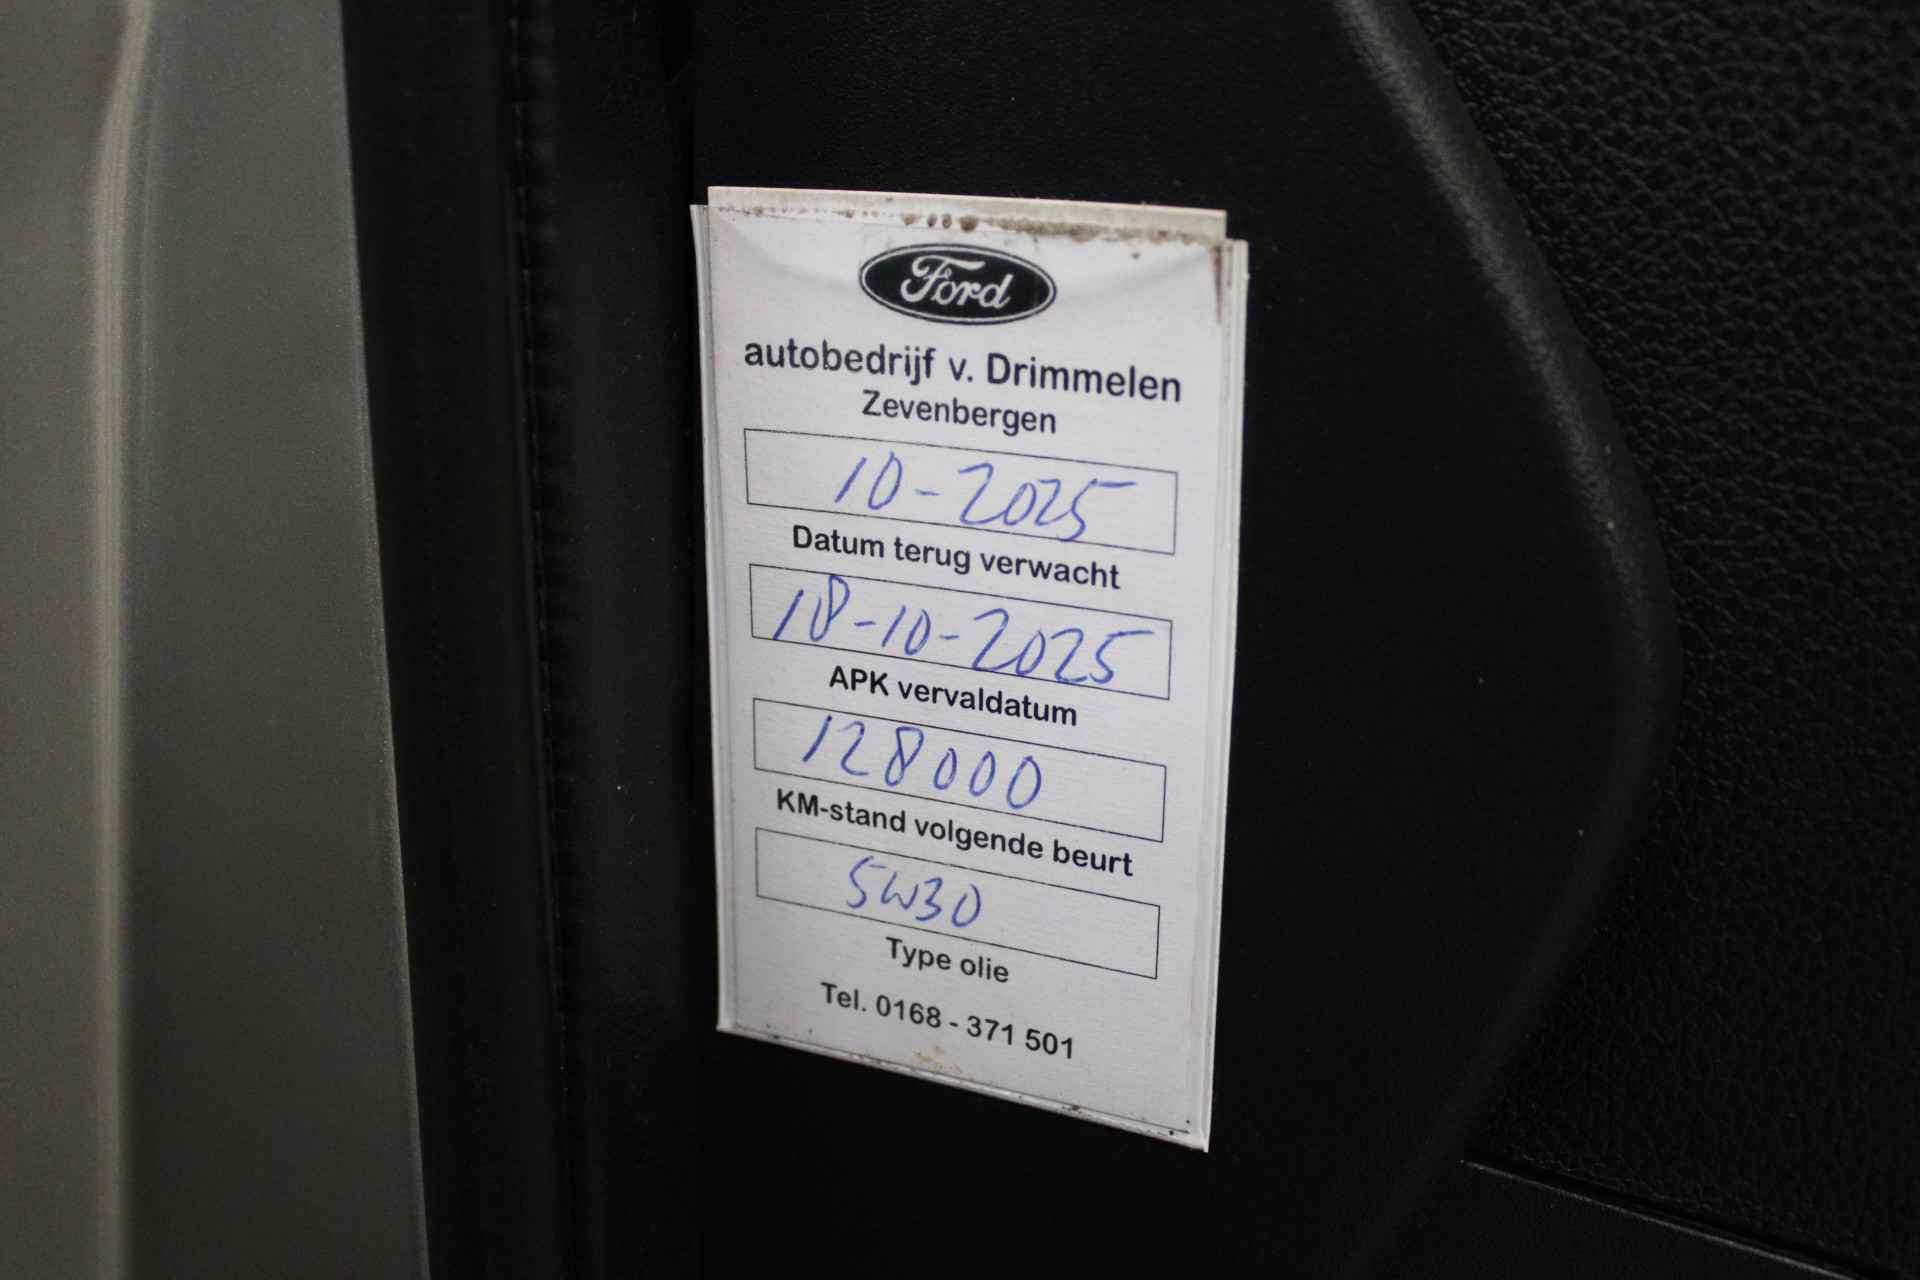 Ford
autobedrijf v. Drimmelen
Zevenbergen
10-2025
Datum terug verwacht
18-10-2025
APK vervaldatum
128000
KM-stand volgende beurt
5W30
Type olie
Tel. 0168 - 371 501